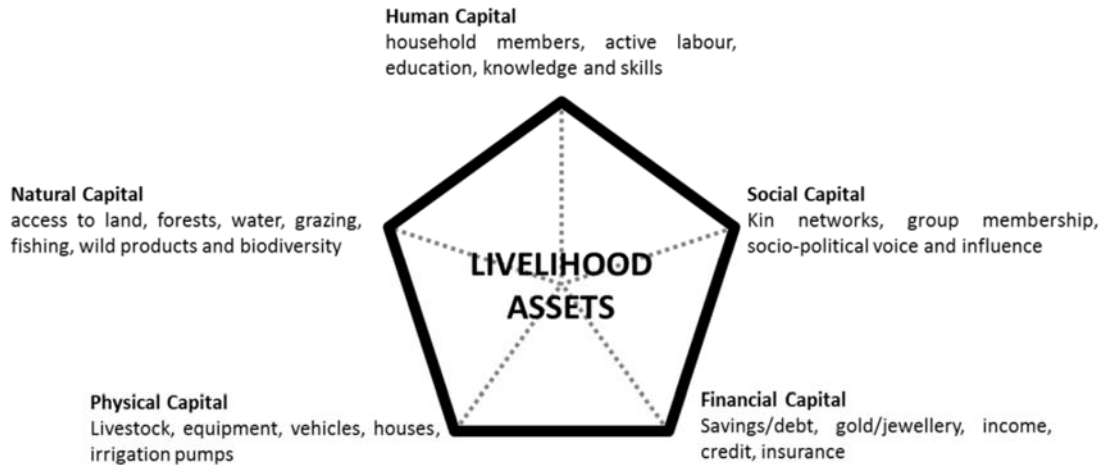 Human Capital
household members, active labour,
education, knowledge and skills
Natural Capital
access to land, forests, water, grazing,
fishing, wild products and biodiversity
Social Capital
Kin networks, group membership,
socio-political voice and influence
LIVELIHOOD
ASSETS
Physical Capital
Livestock, equipment, vehicles, houses,
irrigation pumps
Financial Capital
Savings/debt, gold/jewellery, income,
credit, insurance